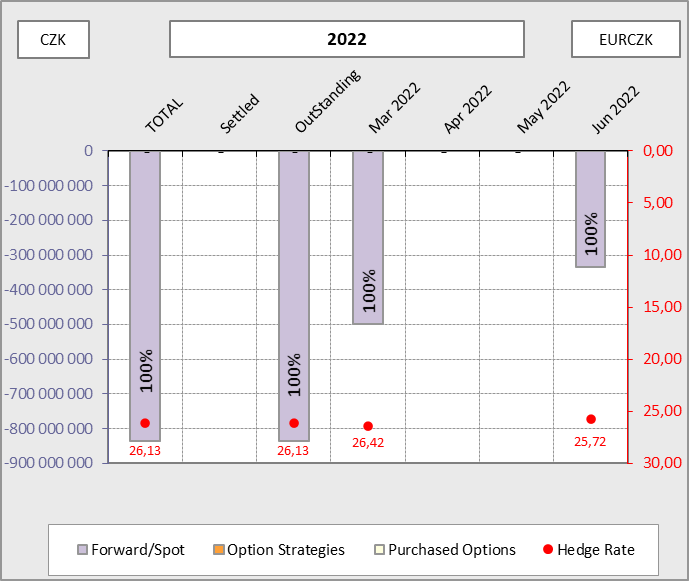 CZK
2022
EURCZK
TOTAL
Settled
OutStanding
Mar 2022
Apr 2022
May 2022
Jun 2022
0
-100 000 000
-200 000 000
-300 000 000
-400 000 000
-500 000 000
-600 000 000
-700 000 000
-800 000 000
-900 000 000
100%
100%
100%
100%
26,13
26,13
26,42
25,72
0,00
5,00
10,00
15,00
20,00
25,00
30,00
Forward/Spot
Option Strategies
Purchased Options
Hedge Rate